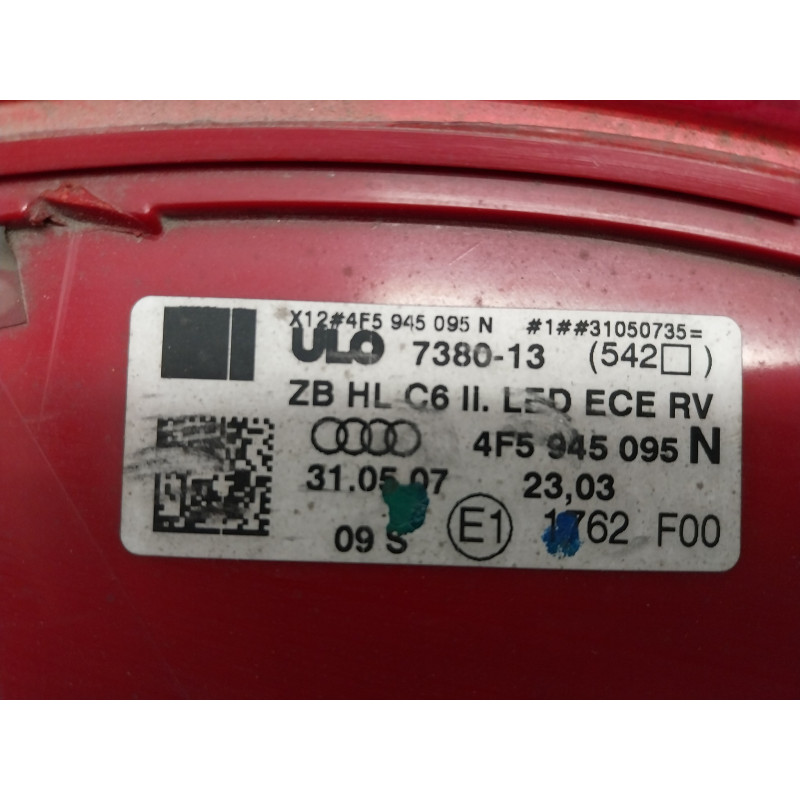 X12#4F5 945 095 N #1##31050735=
ULO 7380-13 (542□)
ZB HL C6 II. LED ECE RV
4F5 945 095 N
31.05.07 23,03
09 S E1 1762 F00